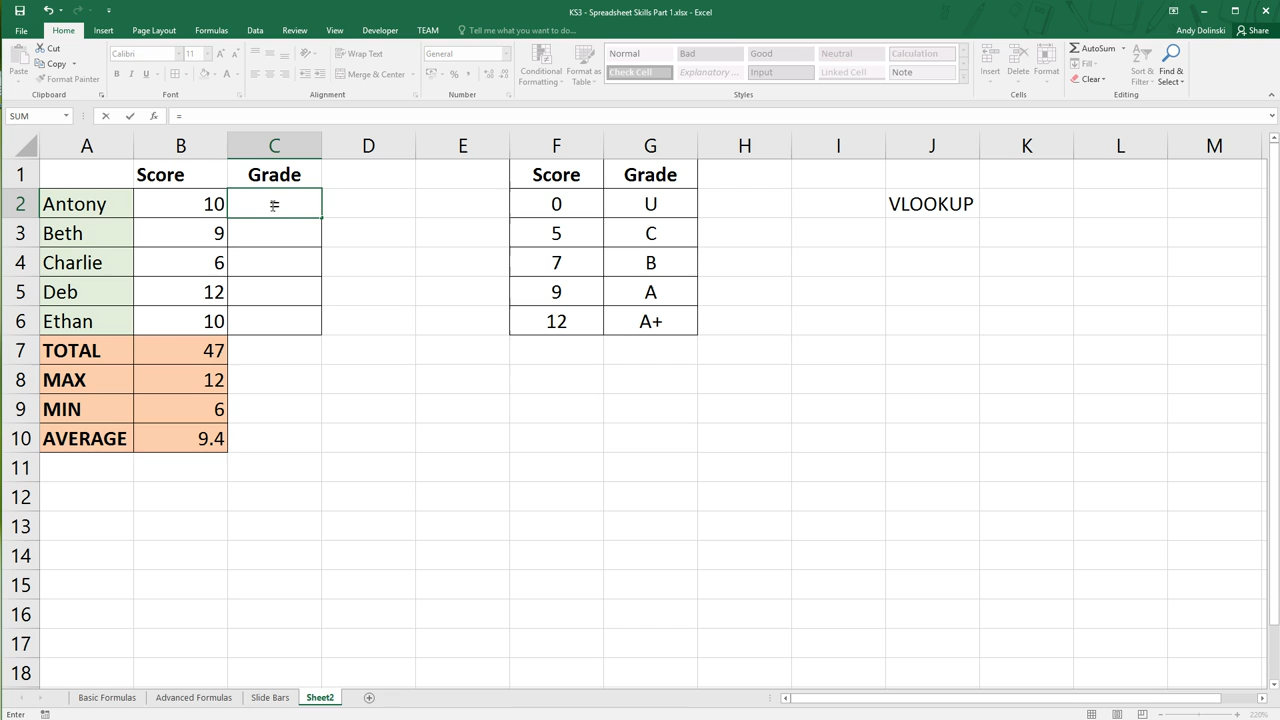 KS3 - Spreadsheet Skills Part 1.xlsx - Excel
File Home Insert Page Layout Formulas Data Review View Developer TEAM Tell me what you want to do... Andy Dolinski Share
Paste Cut Copy Format Painter
Clipboard
Calibri 11
B I U
Font
Wrap Text
Merge & Center
Alignment
General
Number
Conditional Formatting Format as Table
Normal Bad Good Neutral Calculation
Check Cell Explanatory ... Input Linked Cell Note
Styles
Insert Delete Format
Cells
AutoSum
Fill
Clear
Sort & Filter Find & Select
Editing
SUM fx =
A B C D E F G H I J K L M
1 Score Grade Score Grade
2 Antony 10 = 0 U VLOOKUP
3 Beth 9 5 C
4 Charlie 6 7 B
5 Deb 12 9 A
6 Ethan 10 12 A+
7 TOTAL 47
8 MAX 12
9 MIN 6
10 AVERAGE 9.4
11
12
13
14
15
16
17
18
Basic Formulas Advanced Formulas Slide Bars Sheet2
Enter 220%